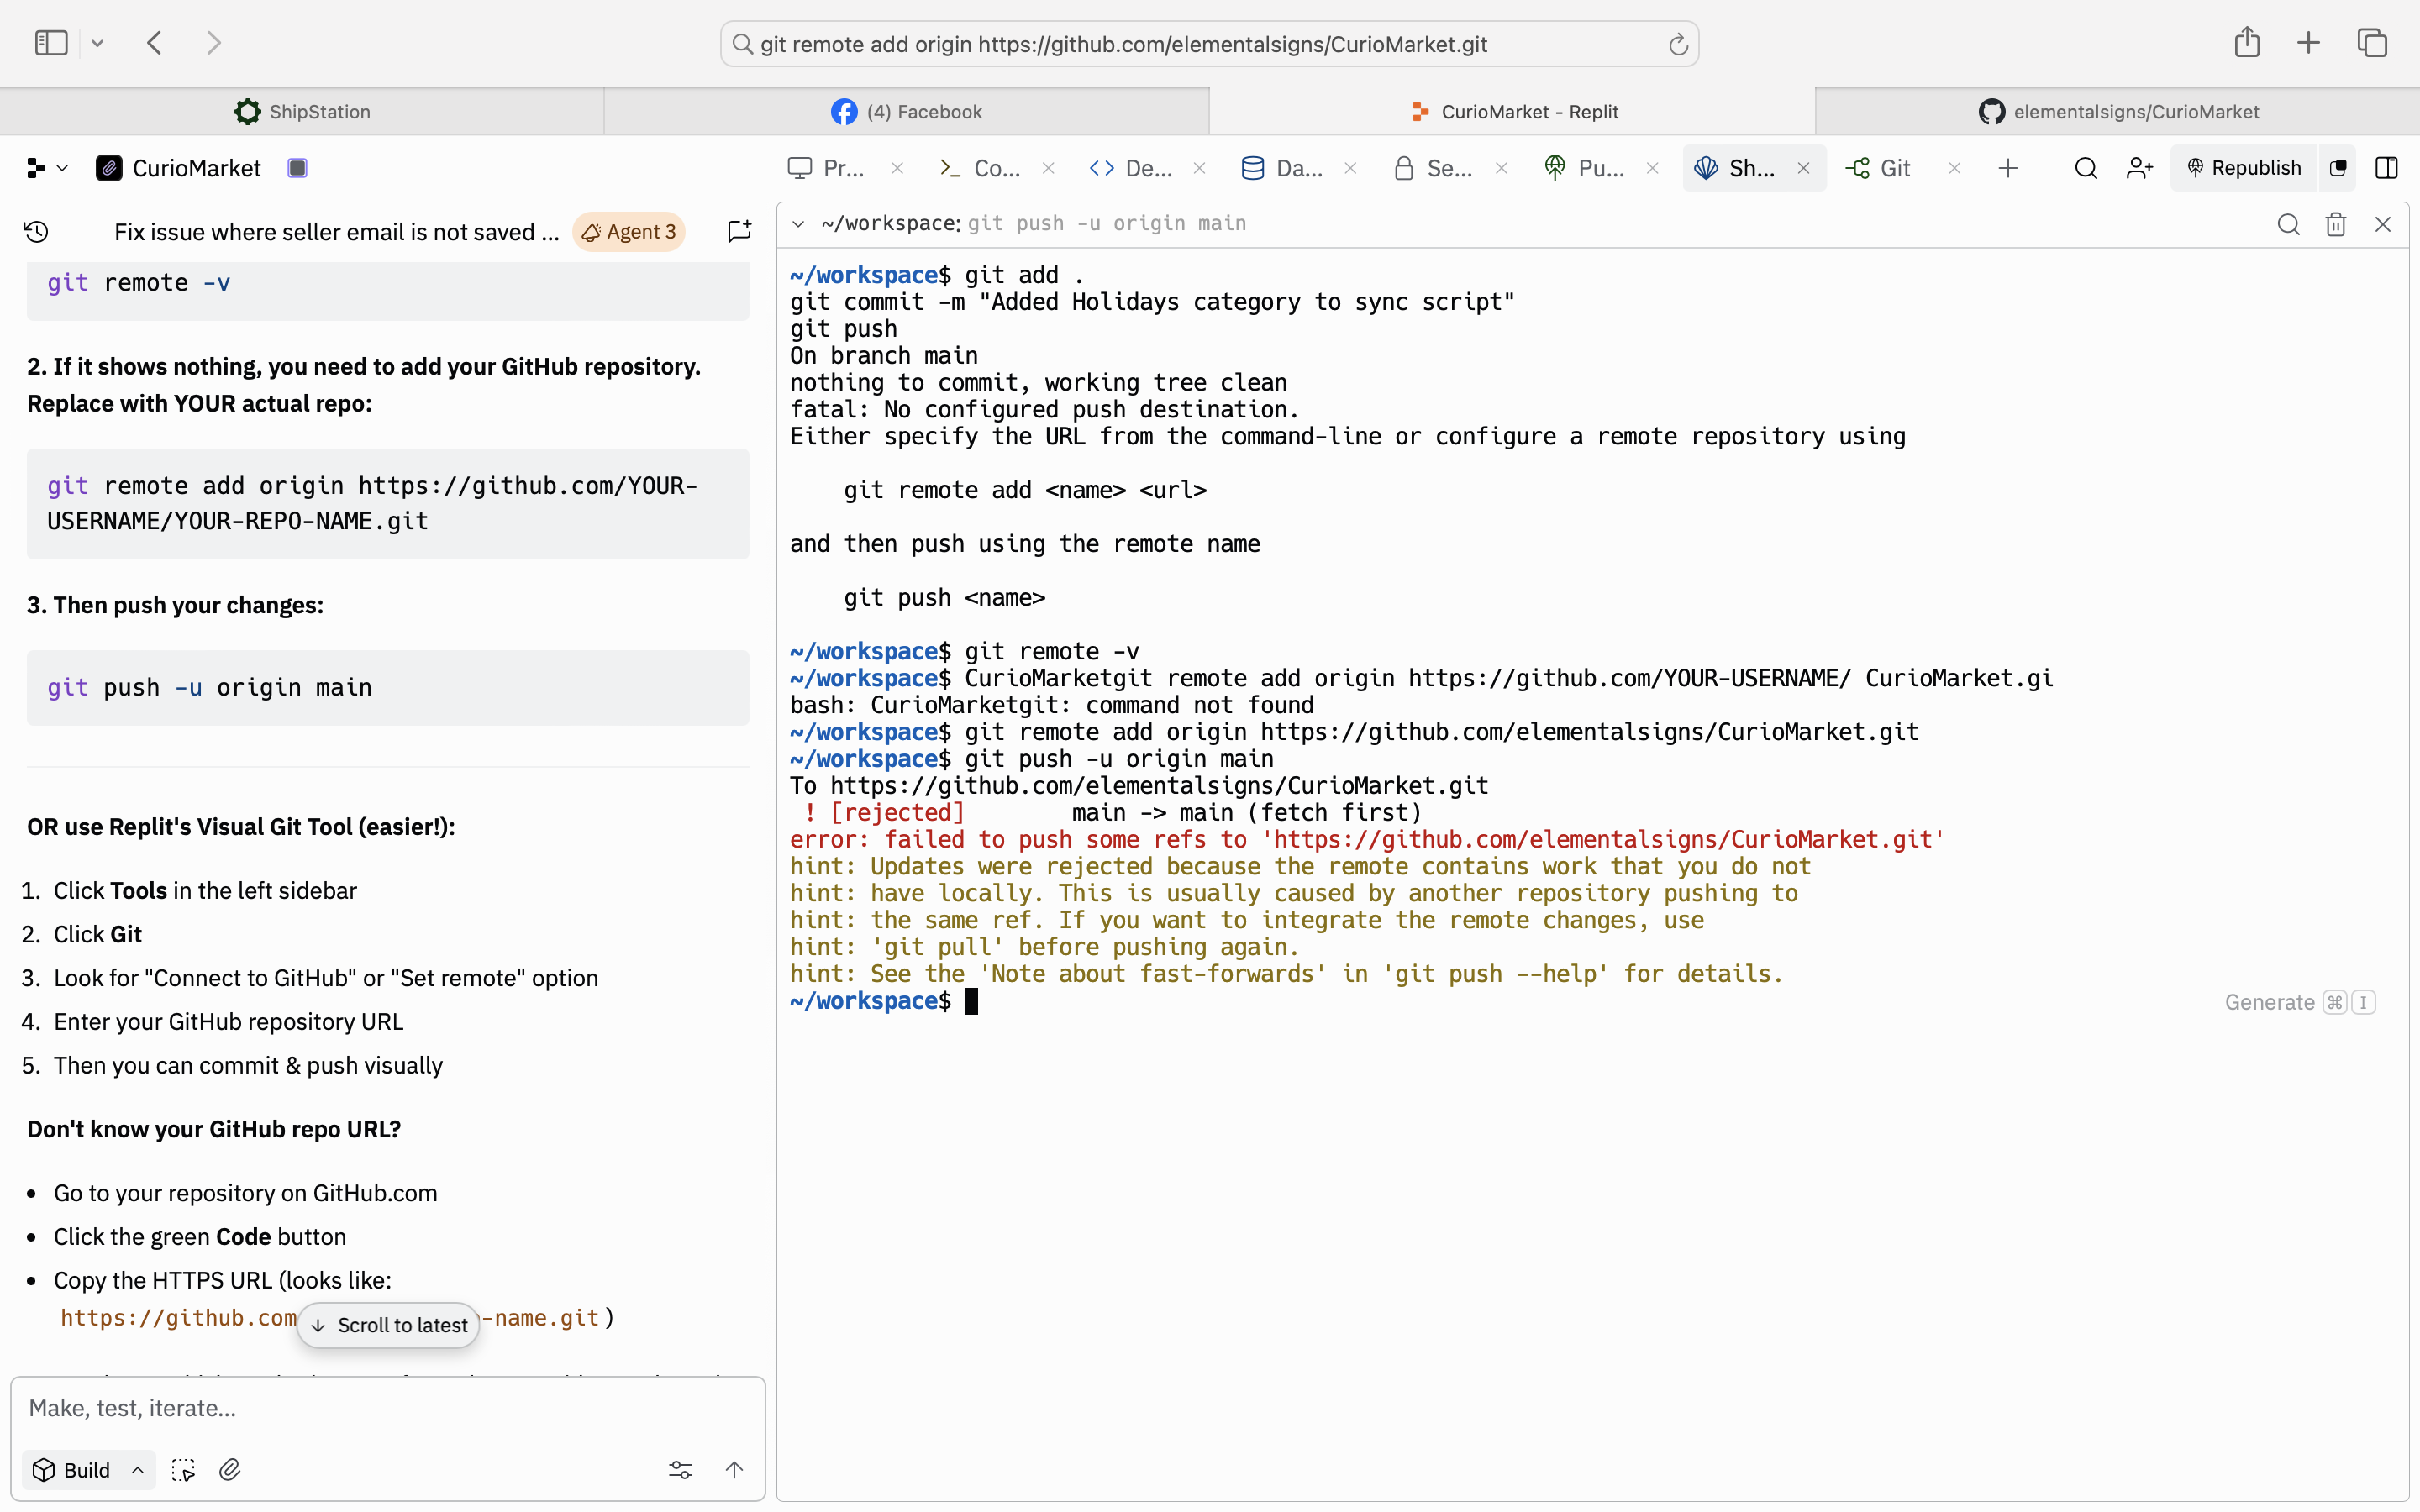 git remote add origin https://github.com/elementalsigns/CurioMarket.git
ShipStation
(4) Facebook
CurioMarket - Replit
elementalsigns/CurioMarket
CurioMarket
Pr...
Co...
De...
Da...
Se...
Pu...
Sh...
Git
Republish
Fix issue where seller email is not saved ...
Agent 3
git remote -v
2. If it shows nothing, you need to add your GitHub repository.
Replace with YOUR actual repo:
git remote add origin https://github.com/YOUR-
USERNAME/YOUR-REPO-NAME.git
3. Then push your changes:
git push -u origin main
OR use Replit's Visual Git Tool (easier!):
1. Click Tools in the left sidebar
2. Click Git
3. Look for "Connect to GitHub" or "Set remote" option
4. Enter your GitHub repository URL
5. Then you can commit & push visually
Don't know your GitHub repo URL?
• Go to your repository on GitHub.com
• Click the green Code button
• Copy the HTTPS URL (looks like:
https://github.com
-name.git )
Scroll to latest
Make, test, iterate...
Build
~/workspace: git push -u origin main
~/workspace$ git add .
git commit -m "Added Holidays category to sync script"
git push
On branch main
nothing to commit, working tree clean
fatal: No configured push destination.
Either specify the URL from the command-line or configure a remote repository using
git remote add <name> <url>
and then push using the remote name
git push <name>
~/workspace$ git remote -v
~/workspace$ CurioMarketgit remote add origin https://github.com/YOUR-USERNAME/ CurioMarket.gi
bash: CurioMarketgit: command not found
~/workspace$ git remote add origin https://github.com/elementalsigns/CurioMarket.git
~/workspace$ git push -u origin main
To https://github.com/elementalsigns/CurioMarket.git
! [rejected]        main -> main (fetch first)
error: failed to push some refs to 'https://github.com/elementalsigns/CurioMarket.git'
hint: Updates were rejected because the remote contains work that you do not
hint: have locally. This is usually caused by another repository pushing to
hint: the same ref. If you want to integrate the remote changes, use
hint: 'git pull' before pushing again.
hint: See the 'Note about fast-forwards' in 'git push --help' for details.
~/workspace$
Generate ⌘ I